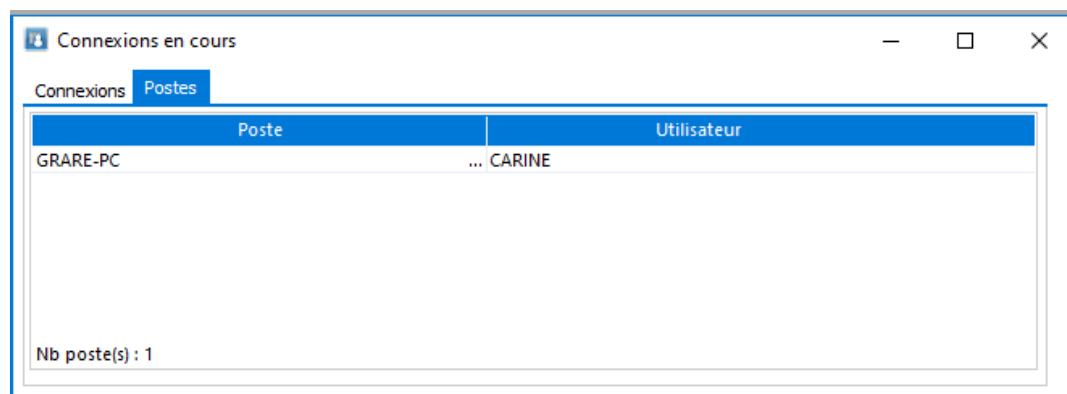 Connexions en cours
Connexions Postes
Poste Utilisateur
GRARE-PC ... CARINE
Nb poste(s) : 1